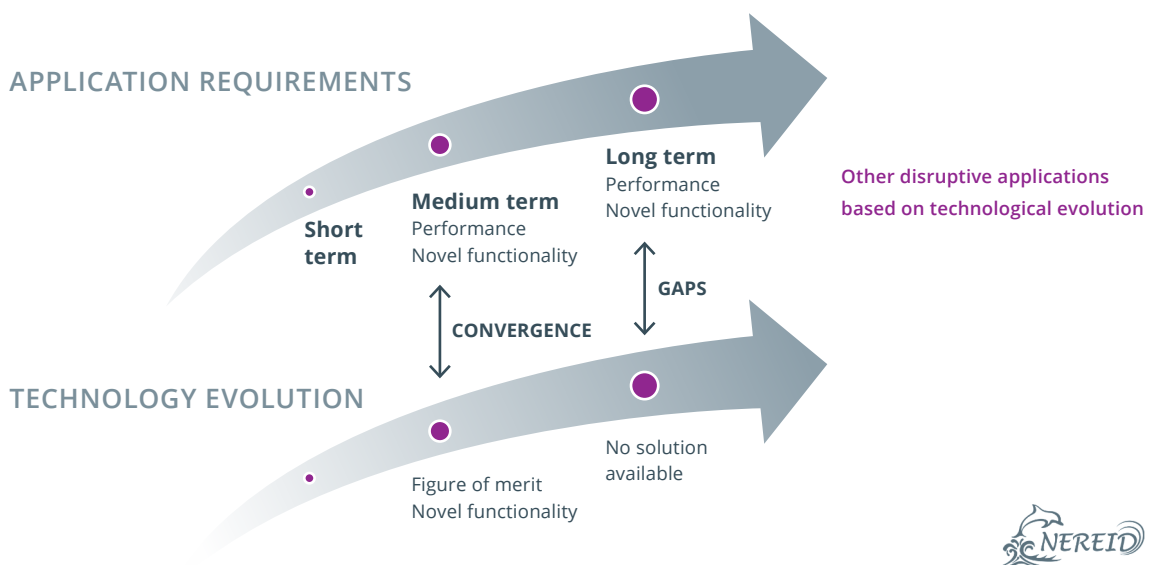 APPLICATION REQUIREMENTS
Long term
Performance
Novel functionality
Other disruptive applications
based on technological evolution
Medium term
Performance
Novel functionality
Short
term
GAPS
CONVERGENCE
TECHNOLOGY EVOLUTION
No solution
available
Figure of merit
Novel functionality
NEREID